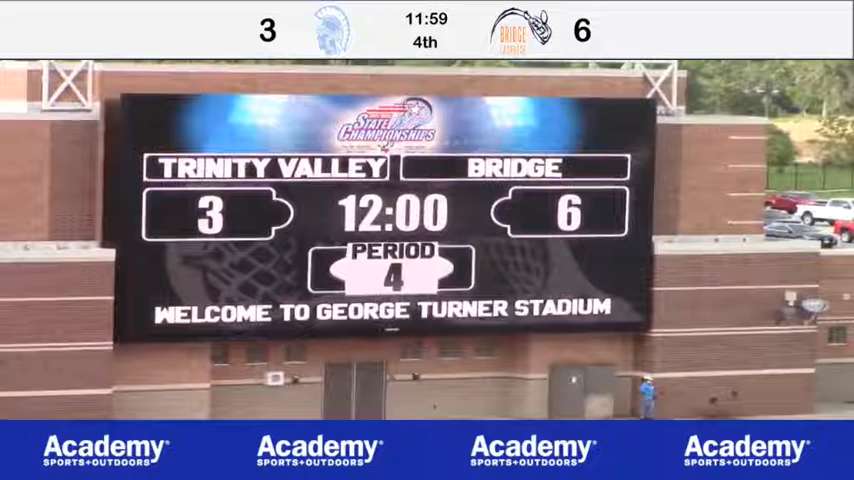 3
11:59
4th
BRIDGE
LACROSSE
6
STATE
CHAMPIONSHIPS
TRINITY VALLEY BRIDGE
3 12:00 6
PERIOD
4
WELCOME TO GEORGE TURNER STADIUM
Academy Academy Academy Academy
SPORTS+OUTDOORS SPORTS+OUTDOORS SPORTS+OUTDOORS SPORTS+OUTDOORS